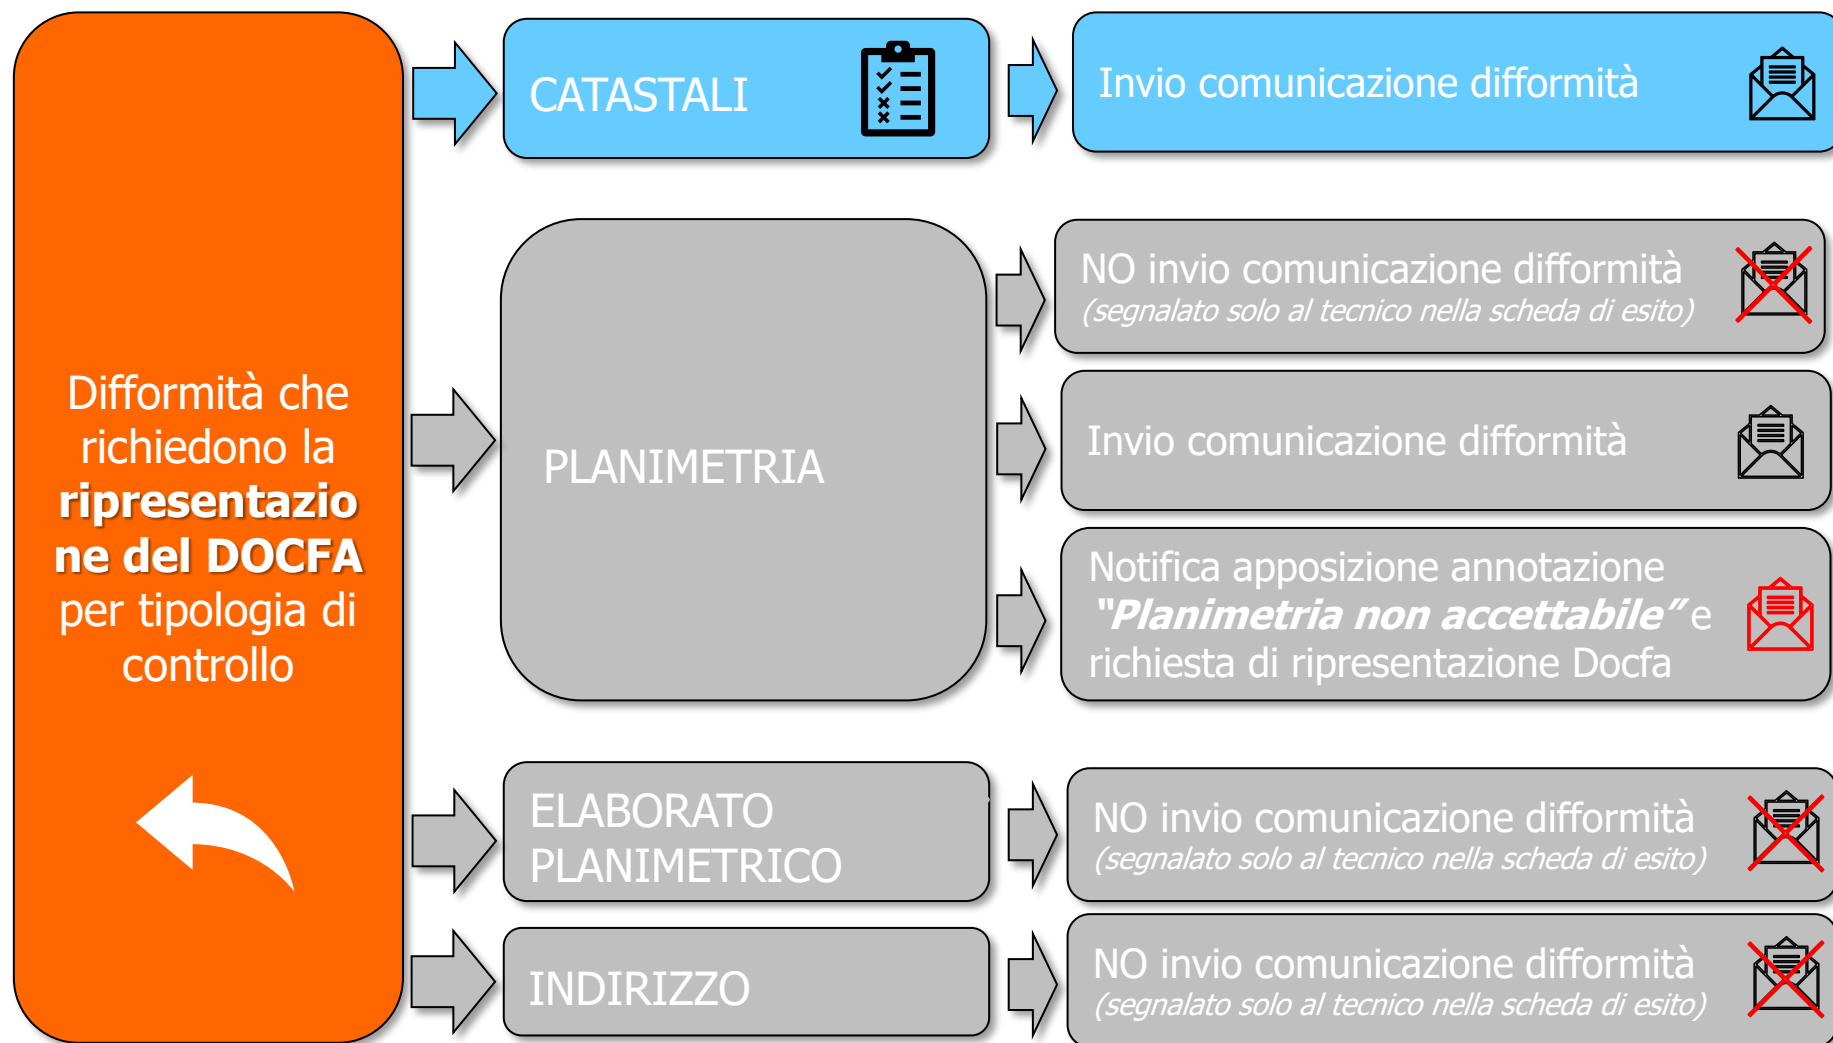 Difformità che
richiedono la
ripresentazio
ne del DOCFA
per tipologia di
controllo
CATASTALI
Invio comunicazione difformità
PLANIMETRIA
NO invio comunicazione difformità
(segnalato solo al tecnico nella scheda di esito)
Invio comunicazione difformità
Notifica apposizione annotazione
“Planimetria non accettabile” e
richiesta di ripresentazione Docfa
ELABORATO
PLANIMETRICO
NO invio comunicazione difformità
(segnalato solo al tecnico nella scheda di esito)
INDIRIZZO
NO invio comunicazione difformità
(segnalato solo al tecnico nella scheda di esito)